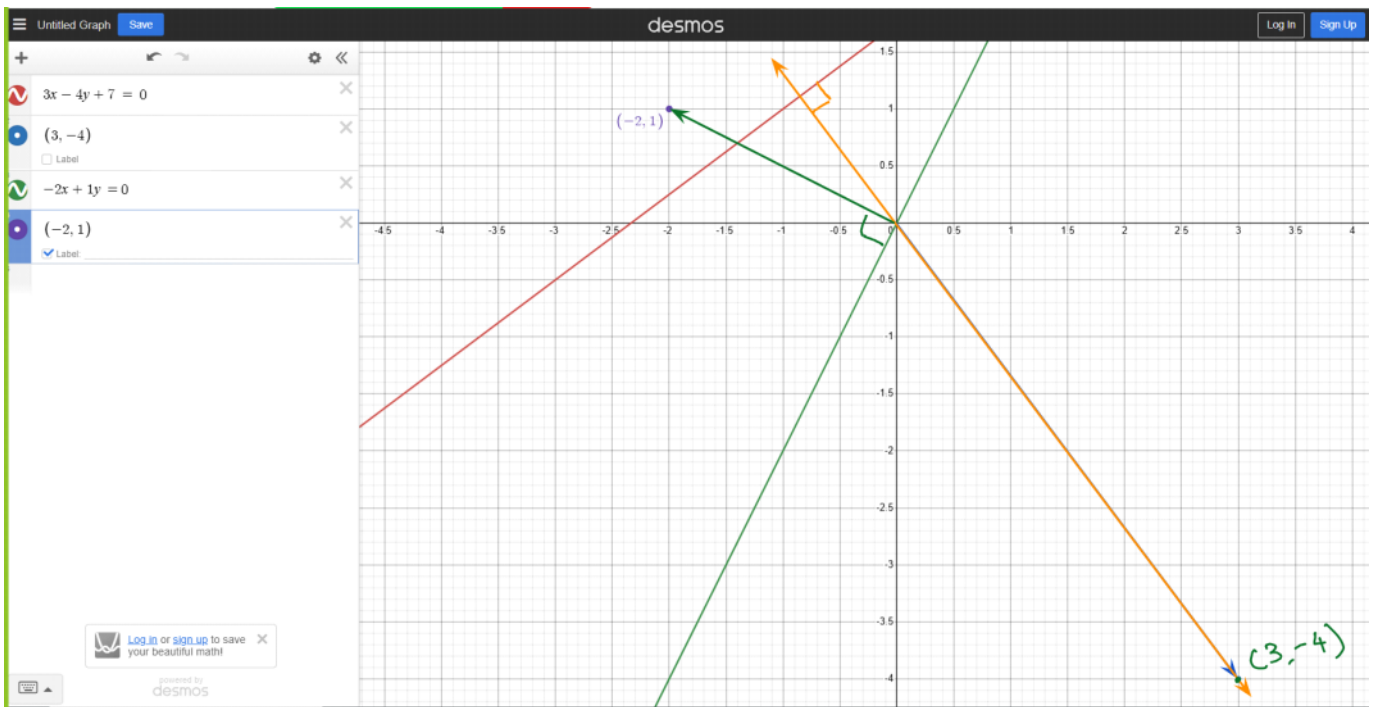 Untitled Graph Save desmos Log In Sign Up
3x − 4y + 7 = 0
(3, −4)
Label
−2x + 1y = 0
(−2, 1)
Label:
Log in or sign up to save
your beautiful math!
powered by
desmos
1.5
(−2, 1)
1
0.5
-4.5 -4 -3.5 -3 -2.5 -2 -1.5 -1 -0.5 0 0.5 1 1.5 2 2.5 3 3.5 4
-0.5
-1
-1.5
-2
-2.5
-3
-3.5
(3,-4)
-4